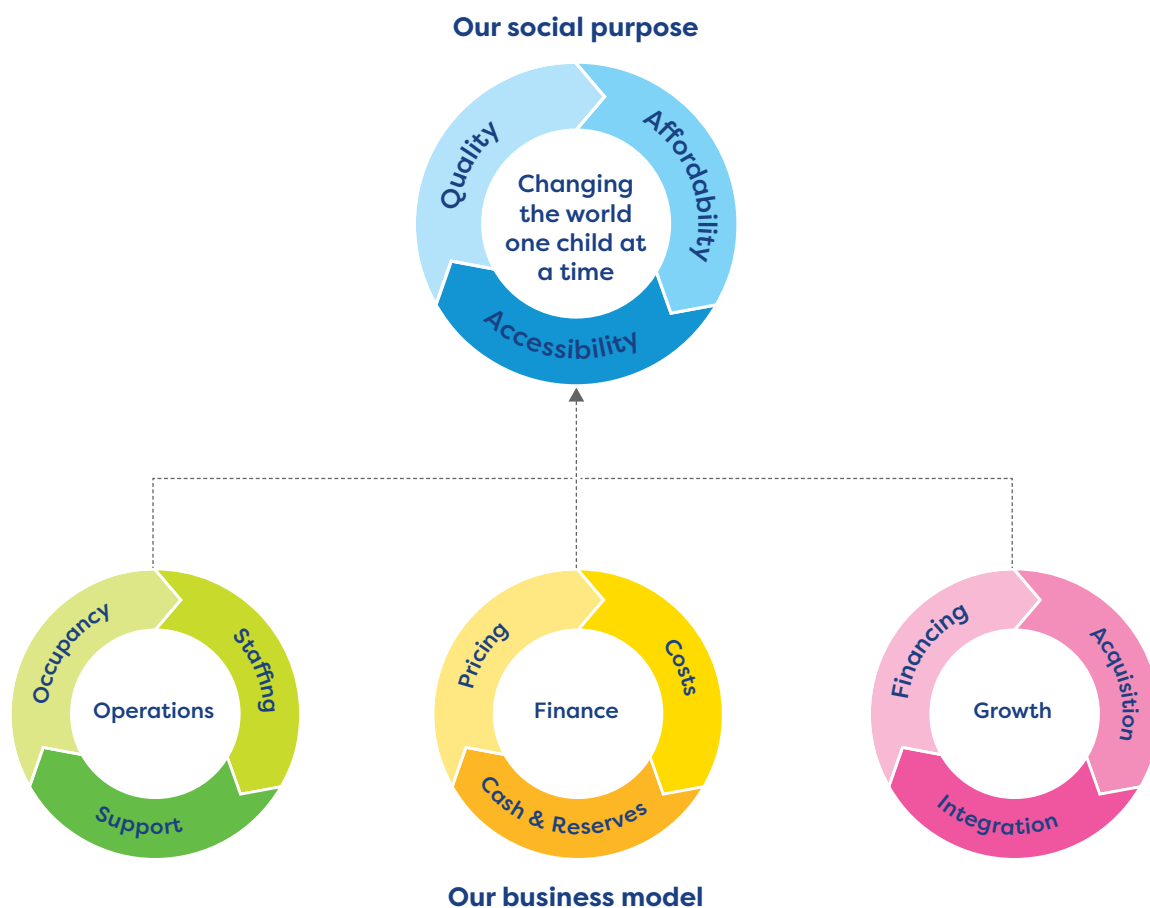 Our social purpose
Quality
Affordability
Accessibility
Changing
the world
one child at
a time
Occupancy
Staffing
Support
Operations
Pricing
Costs
Cash & Reserves
Finance
Financing
Acquisition
Integration
Growth
Our business model